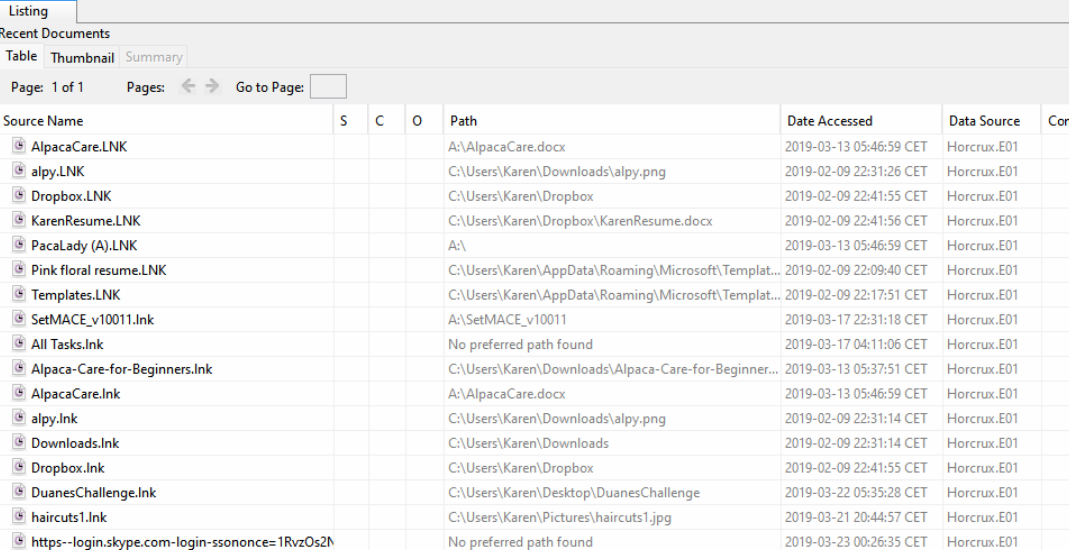 Listing
Recent Documents
Table Thumbnail Summary
Page: 1 of 1 Pages: Go to Page:
Source Name S C O Path Date Accessed Data Source Cor
AlpacaCare.LNK A:\AlpacaCare.docx 2019-03-13 05:46:59 CET Horcrux.E01
alpy.LNK C:\Users\Karen\Downloads\alpy.png 2019-02-09 22:31:26 CET Horcrux.E01
Dropbox.LNK C:\Users\Karen\Dropbox 2019-02-09 22:41:55 CET Horcrux.E01
KarenResume.LNK C:\Users\Karen\Dropbox\KarenResume.docx 2019-02-09 22:41:56 CET Horcrux.E01
PacaLady (A).LNK A:\ 2019-03-13 05:46:59 CET Horcrux.E01
Pink floral resume.LNK C:\Users\Karen\AppData\Roaming\Microsoft\Templat... 2019-02-09 22:09:40 CET Horcrux.E01
Templates.LNK C:\Users\Karen\AppData\Roaming\Microsoft\Templat... 2019-02-09 22:17:51 CET Horcrux.E01
SetMACE_v10011.lnk A:\SetMACE_v10011 2019-03-17 22:31:18 CET Horcrux.E01
All Tasks.lnk No preferred path found 2019-03-17 04:11:06 CET Horcrux.E01
Alpaca-Care-for-Beginners.lnk C:\Users\Karen\Downloads\Alpaca-Care-for-Beginner... 2019-03-13 05:37:51 CET Horcrux.E01
AlpacaCare.lnk A:\AlpacaCare.docx 2019-03-13 05:46:59 CET Horcrux.E01
alpy.lnk C:\Users\Karen\Downloads\alpy.png 2019-02-09 22:31:14 CET Horcrux.E01
Downloads.lnk C:\Users\Karen\Downloads 2019-02-09 22:31:14 CET Horcrux.E01
Dropbox.lnk C:\Users\Karen\Dropbox 2019-02-09 22:41:55 CET Horcrux.E01
DuanesChallenge.lnk C:\Users\Karen\Desktop\DuanesChallenge 2019-03-22 05:35:28 CET Horcrux.E01
haircuts1.lnk C:\Users\Karen\Pictures\haircuts1.jpg 2019-03-21 20:44:57 CET Horcrux.E01
https--login.skype.com-login-ssononce=1RvzOs2N No preferred path found 2019-03-23 00:26:35 CET Horcrux.E01